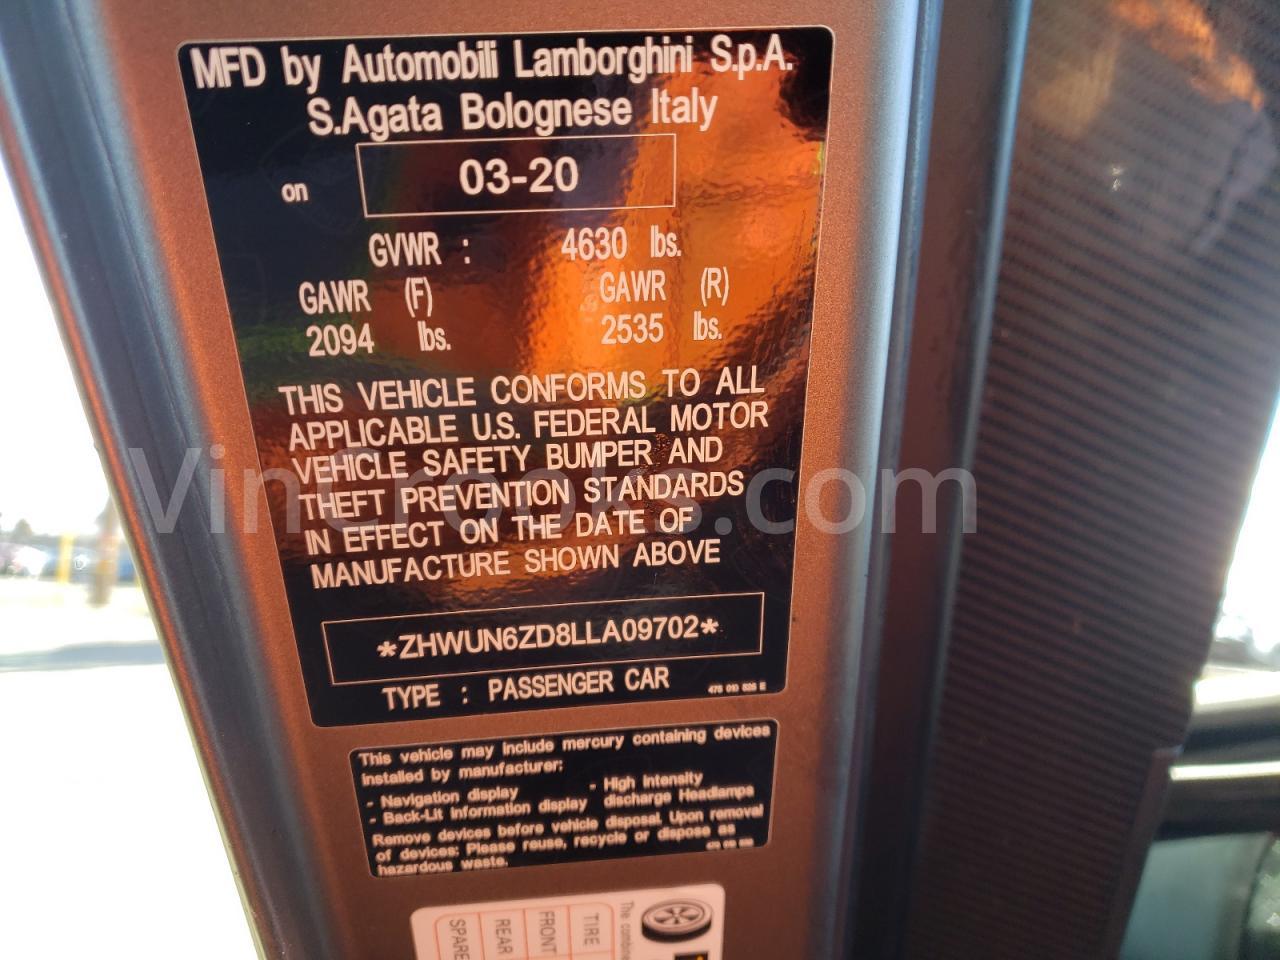 MFD by Automobili Lamborghini S.p.A.
S.Agata Bolognese Italy
on 03-20
GVWR : 4630 lbs.
GAWR (F) GAWR (R)
2094 lbs. 2535 lbs.
THIS VEHICLE CONFORMS TO ALL
APPLICABLE U.S. FEDERAL MOTOR
VEHICLE SAFETY BUMPER AND
THEFT PREVENTION STANDARDS
IN EFFECT ON THE DATE OF
MANUFACTURE SHOWN ABOVE
VinCrooks.com
*ZHWUN6ZD8LLA09702*
TYPE : PASSENGER CAR
This vehicle may include mercury containing devices
installed by manufacturer:
- Navigation display - High Intensity
- Back-Lit Information display discharge Headlamps
Remove devices before vehicle disposal. Upon removal
of devices: Please reuse, recycle or dispose as
hazardous waste.
The combine
TIRE
FRONT
REAR
SPARE